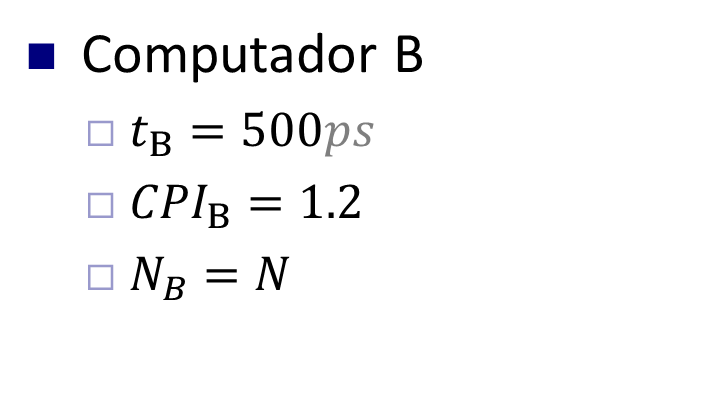 Computador B
t_B = 500ps
CPI_B = 1.2
N_B = N